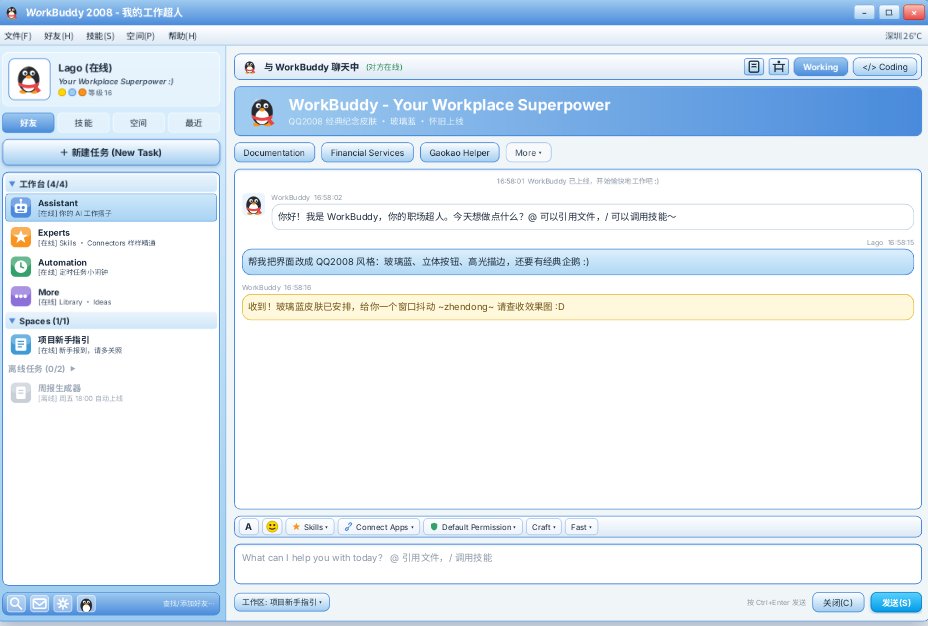 WorkBuddy 2008 - 我的工作超人
文件(F) 好友(H) 技能(S) 空间(P) 帮助(H) 深圳 26°C
Lago (在线)
Your Workplace Superpower :)
等级 16
好友 技能 空间 最近
+ 新建任务 (New Task)
▼ 工作台 (4/4)
Assistant
[在线] 你的 AI 工作搭子
Experts
[在线] Skills • Connectors 样样精通
Automation
[在线] 定时任务小闹钟
More
[在线] Library • Ideas
▼ Spaces (1/1)
项目新手指引
[在线] 新手报到，请多关照
离线任务 (0/2) ▶
周报生成器
[离线] 周五 18:00 自动上线
查找/添加好友...
与 WorkBuddy 聊天中 (对方在线)
Working </> Coding
WorkBuddy - Your Workplace Superpower
QQ2008 经典纪念皮肤 • 玻璃蓝 • 怀旧上线
Documentation Financial Services Gaokao Helper More ▾
16:58:01 WorkBuddy 已上线，开始愉快地工作吧 :)
WorkBuddy 16:58:02
你好！我是 WorkBuddy，你的职场超人。今天想做点什么？@ 可以引用文件，/ 可以调用技能～
Lago 16:58:15
帮我把界面改成 QQ2008 风格：玻璃蓝、立体按钮、高光描边，还要有经典企鹅 :)
WorkBuddy 16:58:16
收到！玻璃蓝皮肤已安排，给你一个窗口抖动 ~zhendong~ 请查收效果图 :D
A Skills ▾ Connect Apps ▾ Default Permission ▾ Craft ▾ Fast ▾
What can I help you with today? @ 引用文件，/ 调用技能
工作区: 项目新手指引 ▾ 按 Ctrl+Enter 发送 关闭(C) 发送(S)